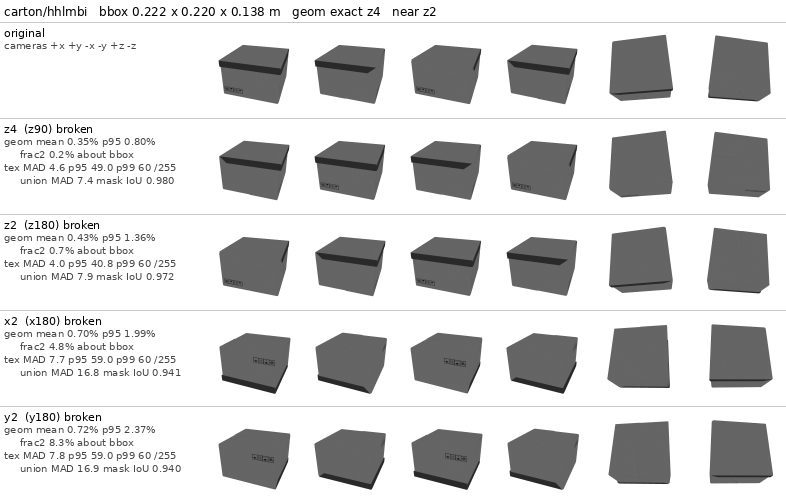 carton/hhlmbi   bbox 0.222 x 0.220 x 0.138 m   geom exact z4   near z2
original
cameras +x +y -x -y +z -z
z4  (z90) broken
geom mean 0.35% p95 0.80%
frac2 0.2% about bbox
tex MAD 4.6 p95 49.0 p99 60 /255
union MAD 7.4 mask IoU 0.980
z2  (z180) broken
geom mean 0.43% p95 1.36%
frac2 0.7% about bbox
tex MAD 4.0 p95 40.8 p99 60 /255
union MAD 7.9 mask IoU 0.972
x2  (x180) broken
geom mean 0.70% p95 1.99%
frac2 4.8% about bbox
tex MAD 7.7 p95 59.0 p99 60 /255
union MAD 16.8 mask IoU 0.941
y2  (y180) broken
geom mean 0.72% p95 2.37%
frac2 8.3% about bbox
tex MAD 7.8 p95 59.0 p99 60 /255
union MAD 16.9 mask IoU 0.940